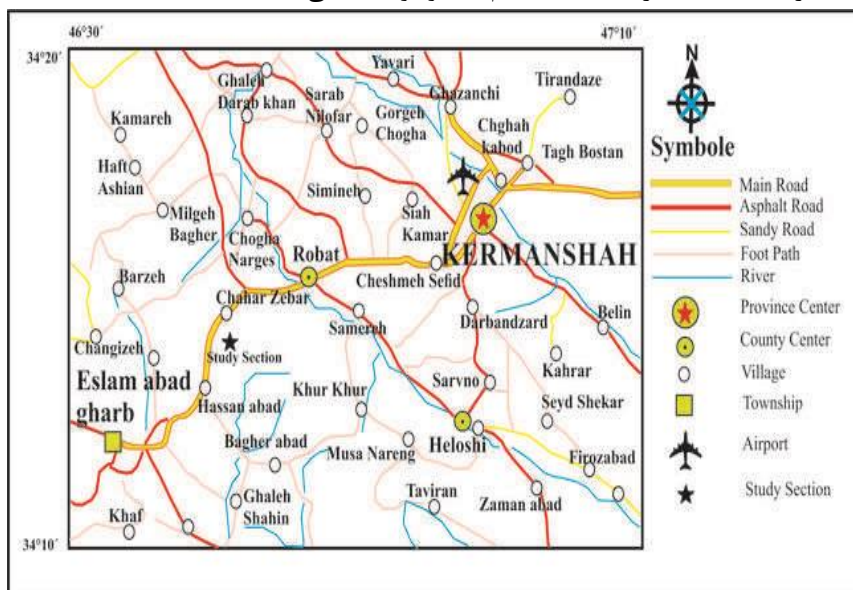 46°30´
47°10´
34°20´
34°10´
Ghaleh
Darab khan
Sarab
Nilofar
Yavari
Ghazanchi
Tirandaze
Kamareh
Gorgeh
Chogha
Chghah
kabod
Tagh Bostan
Haft
Ashian
Simineh
Siah
Kamar
Milgeh
Bagher
Chogha
Narges
Robat
KERMANSHAH
Cheshmeh Sefid
Barzeh
Chahar Zebar
Samereh
Darbandzard
Belin
Changizeh
Study Section
Kahrar
Eslam abad
gharb
Hassan abad
Khur Khur
Sarvno
Seyd Shekar
Bagher abad
Musa Nareng
Heloshi
Firozabad
Ghaleh
Shahin
Taviran
Zaman abad
Khaf
N
Symbole
Main Road
Asphalt Road
Sandy Road
Foot Path
River
Province Center
County Center
Village
Township
Airport
Study Section